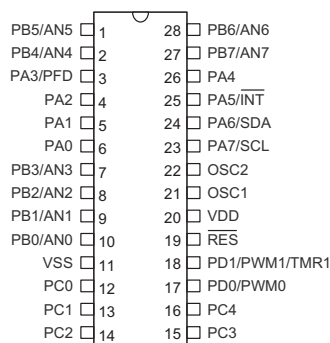 PB5/AN5 1 28 PB6/AN6
PB4/AN4 2 27 PB7/AN7
PA3/PFD 3 26 PA4
PA2 4 25 PA5/INT
PA1 5 24 PA6/SDA
PA0 6 23 PA7/SCL
PB3/AN3 7 22 OSC2
PB2/AN2 8 21 OSC1
PB1/AN1 9 20 VDD
PB0/AN0 10 19 RES
VSS 11 18 PD1/PWM1/TMR1
PC0 12 17 PD0/PWM0
PC1 13 16 PC4
PC2 14 15 PC3